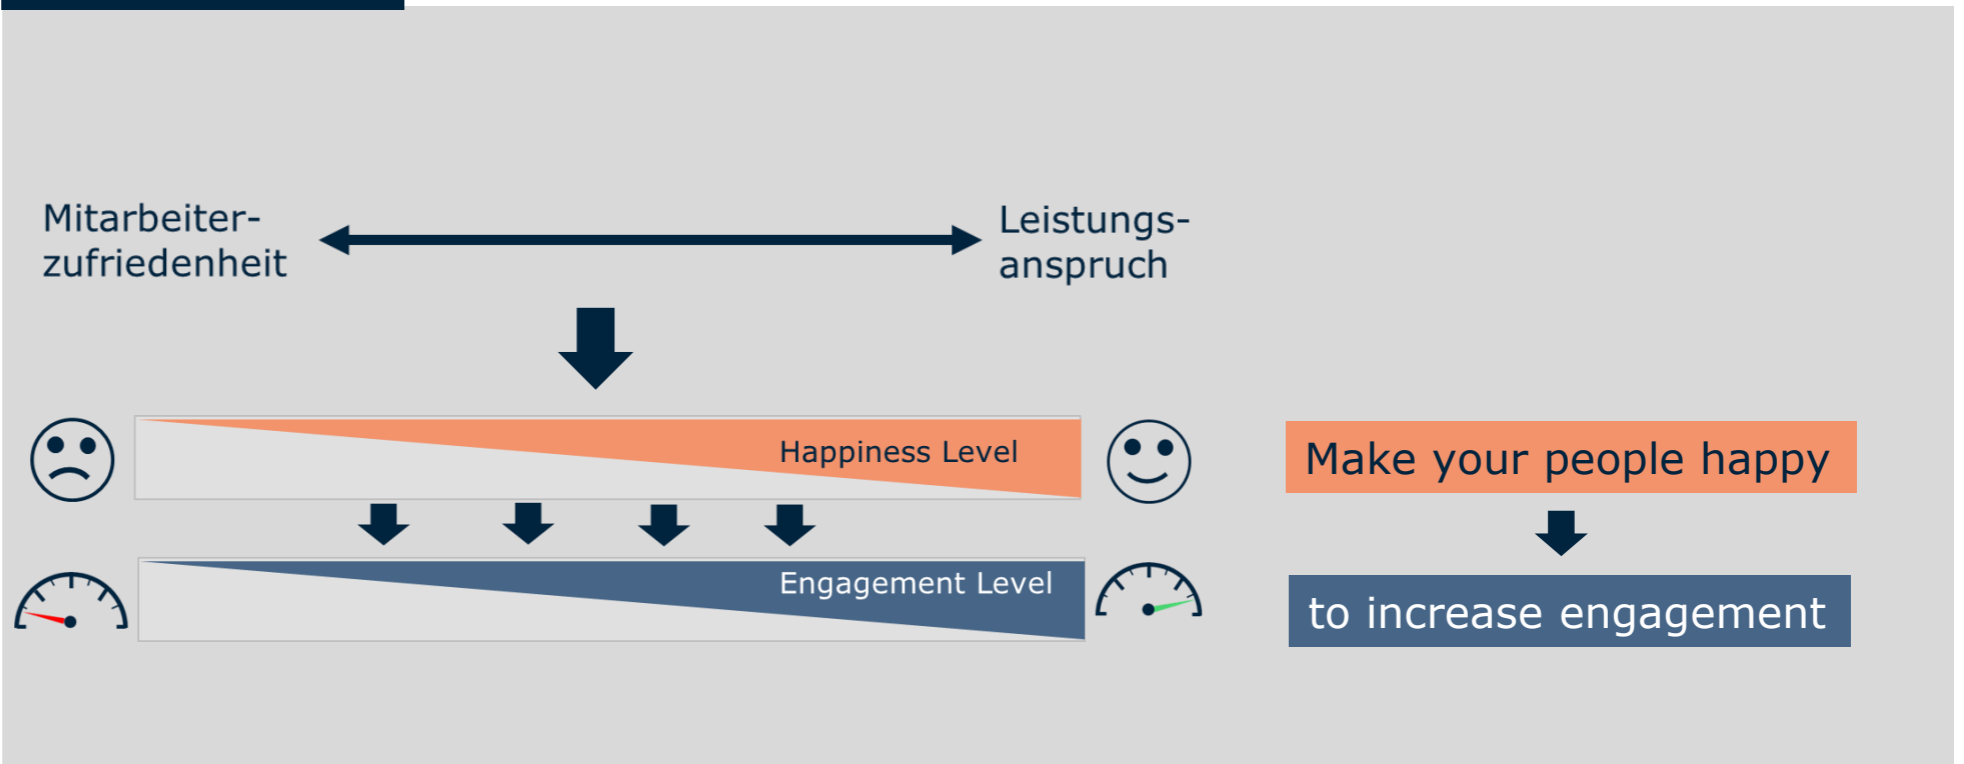 Mitarbeiter-
zufriedenheit
Leistungs-
anspruch
Happiness Level
Make your people happy
Engagement Level
to increase engagement